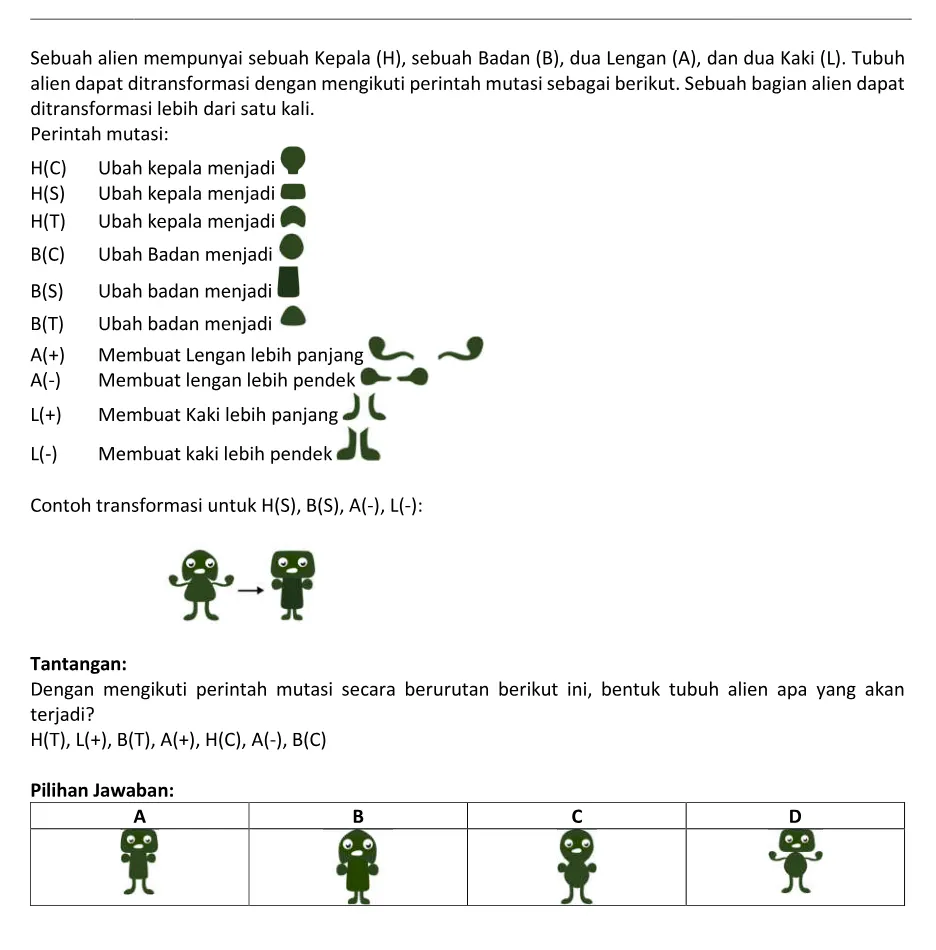 Sebuah alien mempunyai sebuah Kepala (H), sebuah Badan (B), dua Lengan (A), dan dua Kaki (L). Tubuh
alien dapat ditransformasi dengan mengikuti perintah mutasi sebagai berikut. Sebuah bagian alien dapat
ditransformasi lebih dari satu kali.
Perintah mutasi:
H(C) Ubah kepala menjadi
H(S) Ubah kepala menjadi
H(T) Ubah kepala menjadi
B(C) Ubah Badan menjadi
B(S) Ubah badan menjadi
B(T) Ubah badan menjadi
A(+) Membuat Lengan lebih panjang
A(-) Membuat lengan lebih pendek
L(+) Membuat Kaki lebih panjang
L(-) Membuat kaki lebih pendek
Contoh transformasi untuk H(S), B(S), A(-), L(-):
Tantangan:
Dengan mengikuti perintah mutasi secara berurutan berikut ini, bentuk tubuh alien apa yang akan
terjadi?
H(T), L(+), B(T), A(+), H(C), A(-), B(C)
Pilihan Jawaban:
A B C D